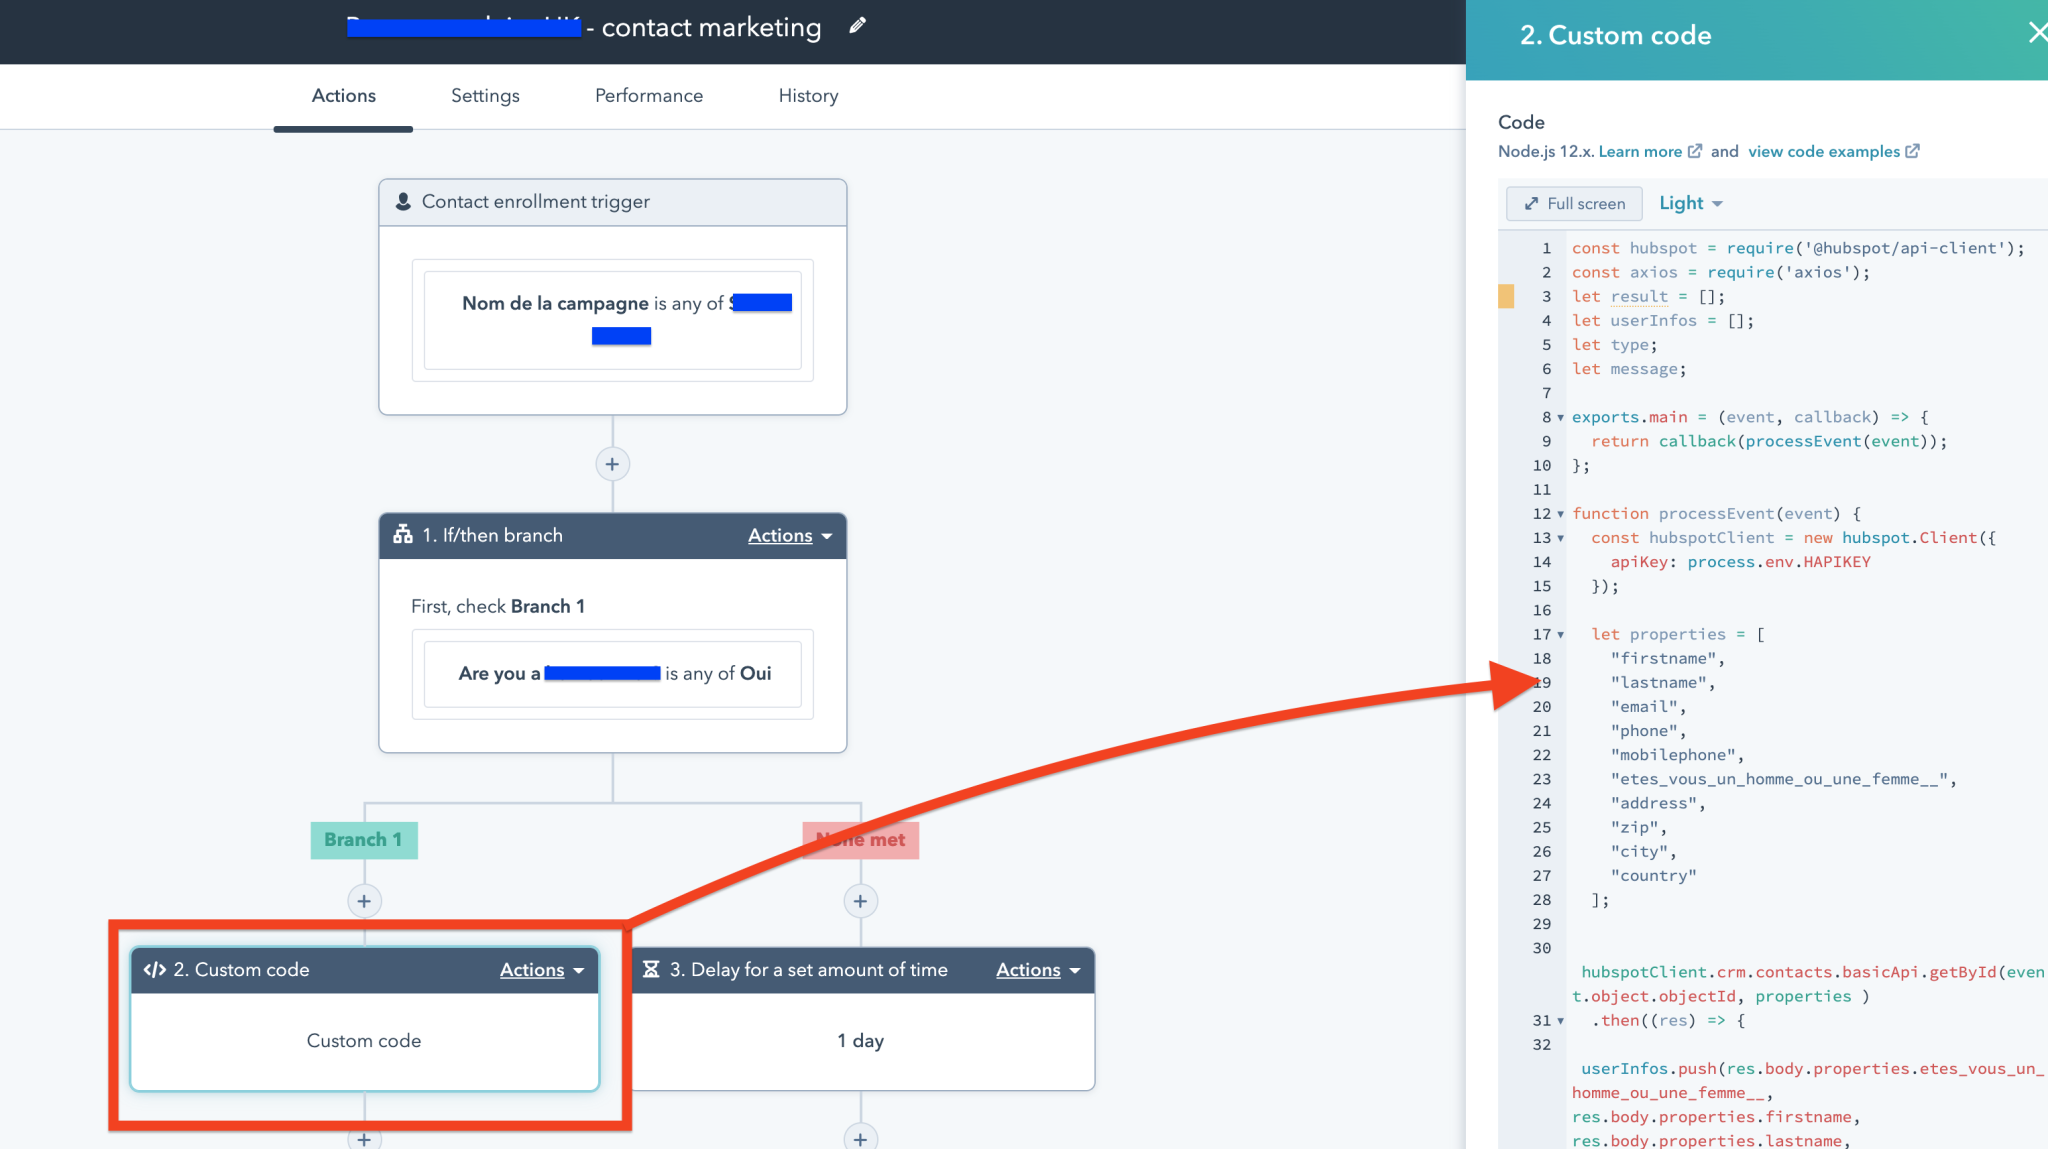 - contact marketing
Actions
Settings
Performance
History
Contact enrollment trigger
Nom de la campagne is any of
1. If/then branch
Actions
First, check Branch 1
Are you a is any of Oui
Branch 1
None met
2. Custom code
Actions
Custom code
3. Delay for a set amount of time
Actions
1 day
2. Custom code
Code
Node.js 12.x. Learn more and view code examples
Full screen
Light
1 const hubspot = require('@hubspot/api-client');
2 const axios = require('axios');
3 let result = [];
4 let userInfos = [];
5 let type;
6 let message;
7
8 exports.main = (event, callback) => {
9 return callback(processEvent(event));
10 };
11
12 function processEvent(event) {
13 const hubspotClient = new hubspot.Client({
14 apiKey: process.env.HAPIKEY
15 });
16
17 let properties = [
18 "firstname",
19 "lastname",
20 "email",
21 "phone",
22 "mobilephone",
23 "etes_vous_un_homme_ou_une_femme__",
24 "address",
25 "zip",
26 "city",
27 "country"
28 ];
29
30
hubspotClient.crm.contacts.basicApi.getById(even
t.object.objectId, properties )
31 .then((res) => {
32
userInfos.push(res.body.properties.etes_vous_un_
homme_ou_une_femme__,
res.body.properties.firstname,
res.body.properties.lastname,